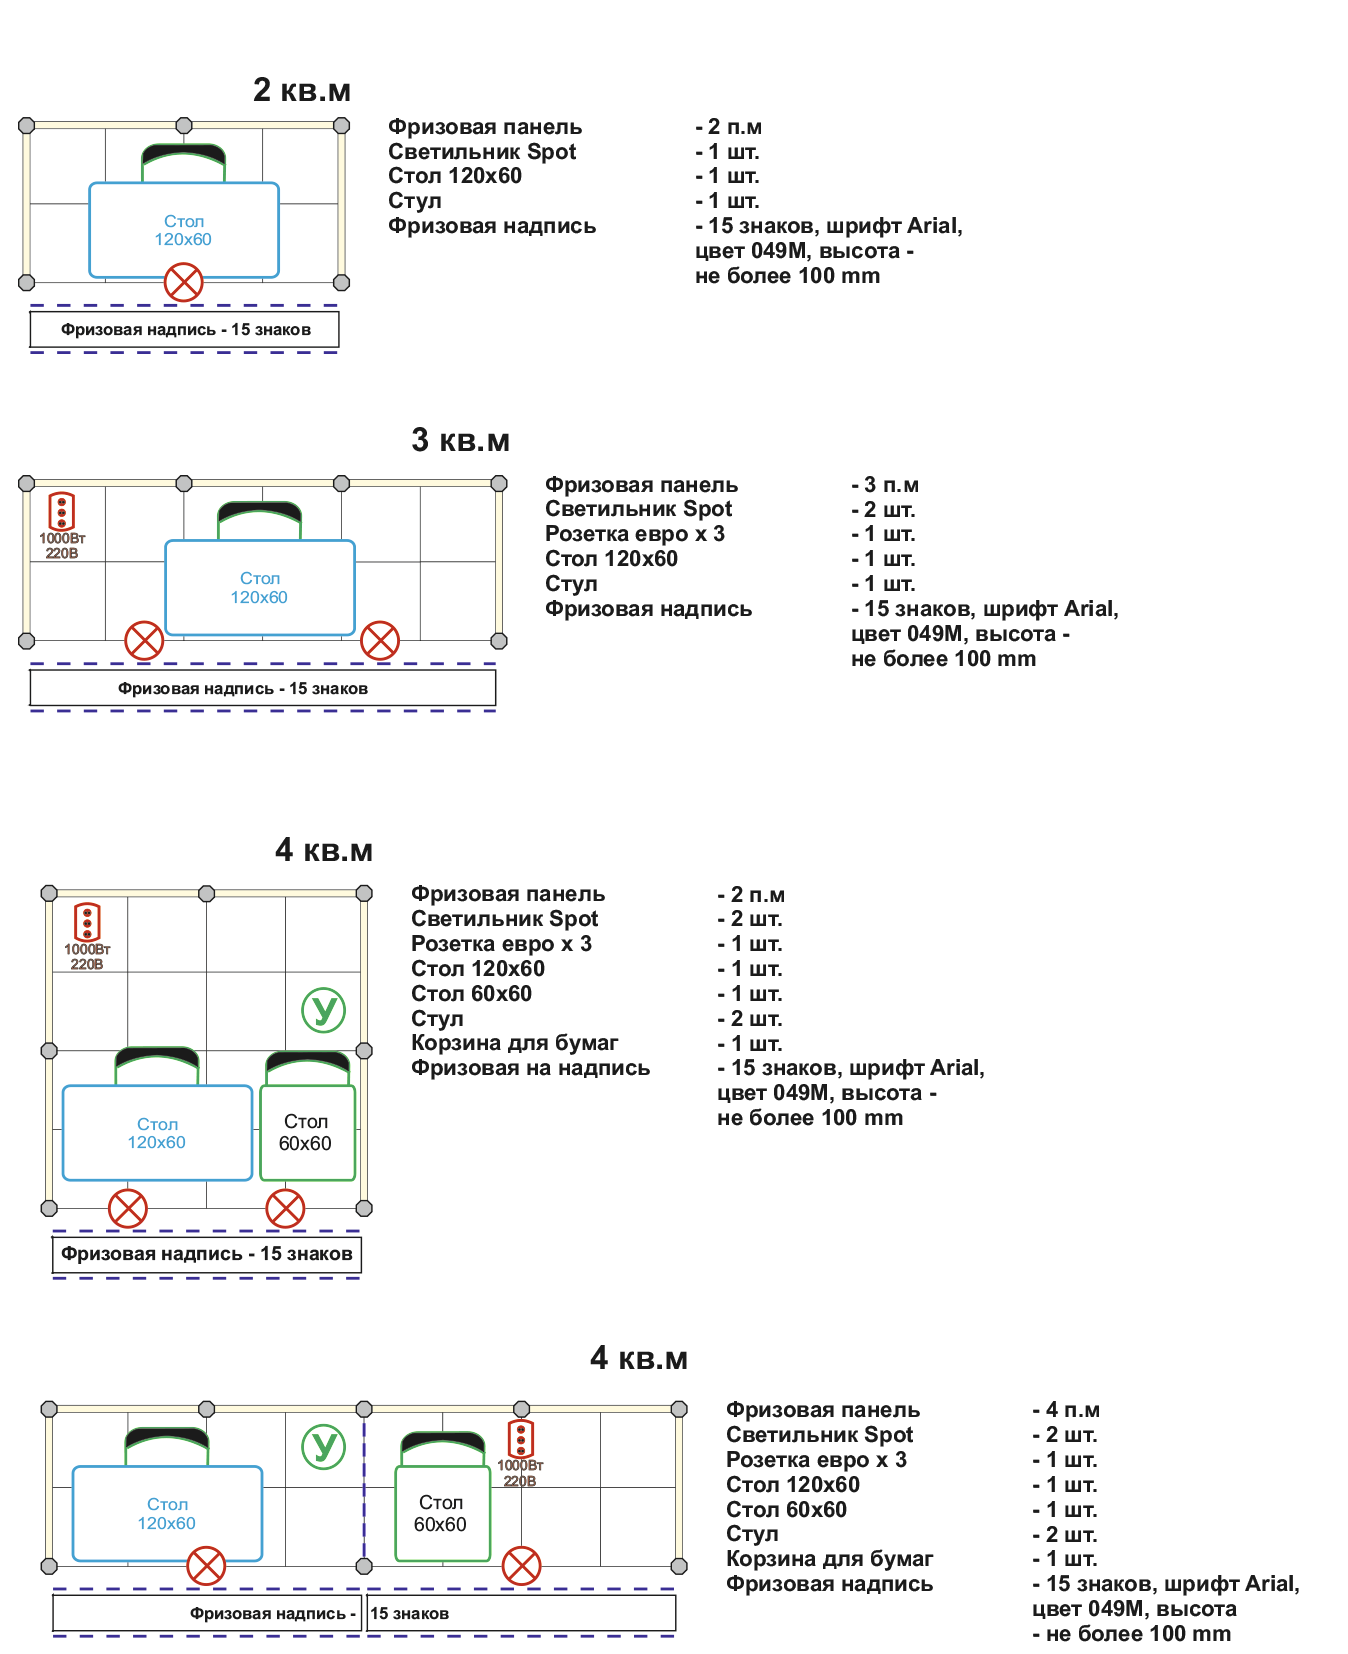 2 кв.м
Стол
120x60
Фризовая надпись - 15 знаков
Фризовая панель - 2 п.м
Светильник Spot - 1 шт.
Стол 120x60 - 1 шт.
Стул - 1 шт.
Фризовая надпись - 15 знаков, шрифт Arial,
цвет 049M, высота -
не более 100 mm
3 кв.м
1000Вт
220В
Стол
120x60
Фризовая надпись - 15 знаков
Фризовая панель - 3 п.м
Светильник Spot - 2 шт.
Розетка евро x 3 - 1 шт.
Стол 120x60 - 1 шт.
Стул - 1 шт.
Фризовая надпись - 15 знаков, шрифт Arial,
цвет 049M, высота -
не более 100 mm
4 кв.м
1000Вт
220В
У
Стол
120x60
Стол
60x60
Фризовая надпись - 15 знаков
Фризовая панель - 2 п.м
Светильник Spot - 2 шт.
Розетка евро x 3 - 1 шт.
Стол 120x60 - 1 шт.
Стол 60x60 - 1 шт.
Стул - 2 шт.
Корзина для бумаг - 1 шт.
Фризовая на надпись - 15 знаков, шрифт Arial,
цвет 049M, высота -
не более 100 mm
4 кв.м
У
Стол
120x60
Стол
60x60
1000Вт
220В
Фризовая надпись - 15 знаков
Фризовая панель - 4 п.м
Светильник Spot - 2 шт.
Розетка евро x 3 - 1 шт.
Стол 120x60 - 1 шт.
Стол 60x60 - 1 шт.
Стул - 2 шт.
Корзина для бумаг - 1 шт.
Фризовая надпись - 15 знаков, шрифт Arial,
цвет 049M, высота
- не более 100 mm